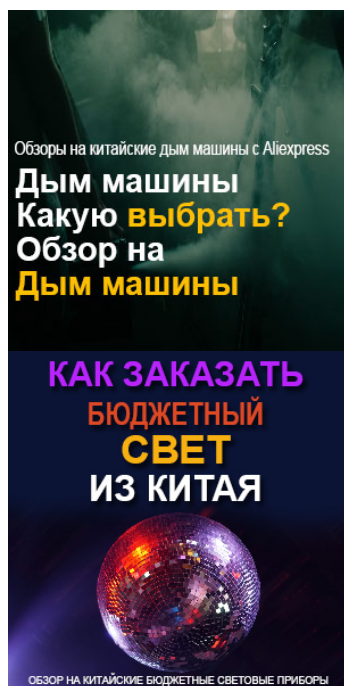 Обзоры на китайские дым машины с Aliexpress
Дым машины
Какую выбрать?
Обзор на
Дым машины
КАК ЗАКАЗАТЬ
БЮДЖЕТНЫЙ
СВЕТ
ИЗ КИТАЯ
ОБЗОР НА КИТАЙСКИЕ БЮДЖЕТНЫЕ СВЕТОВЫЕ ПРИБОРЫ